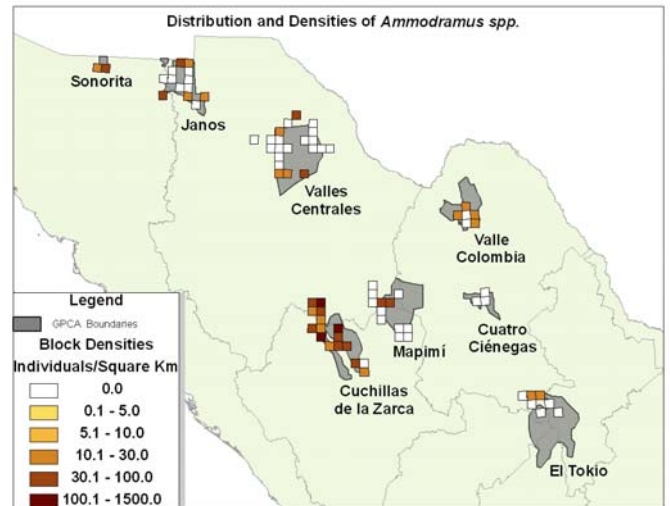 Distribution and Densities of Ammodramus spp.
Sonorita
Janos
Valles
Centrales
Valle
Colombia
Cuatro
Ciénegas
Mapimí
Cuchillas
de la Zarca
El Tokio
Legend
GPCA Boundaries
Block Densities
Individuals/Square Km
0.0
0.1 - 5.0
5.1 - 10.0
10.1 - 30.0
30.1 - 100.0
100.1 - 1500.0